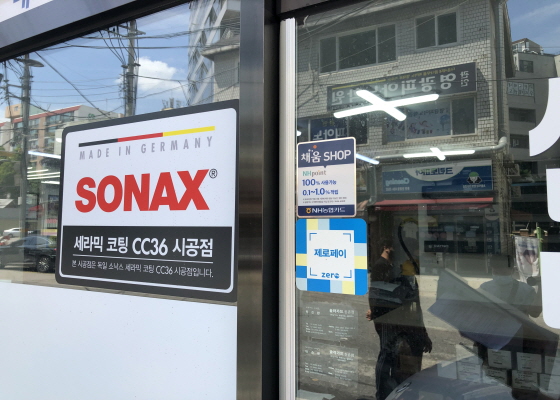 MADE IN GERMANY
SONAX®
세라믹 코팅 CC36 시공점
본 시공점은 독일 소낙스 세라믹 코팅 CC36 시공점입니다.
채움 SHOP
NHpoint
100% 사용가능
0.1~1.0% 적립
NH농협카드
제로페이
zero